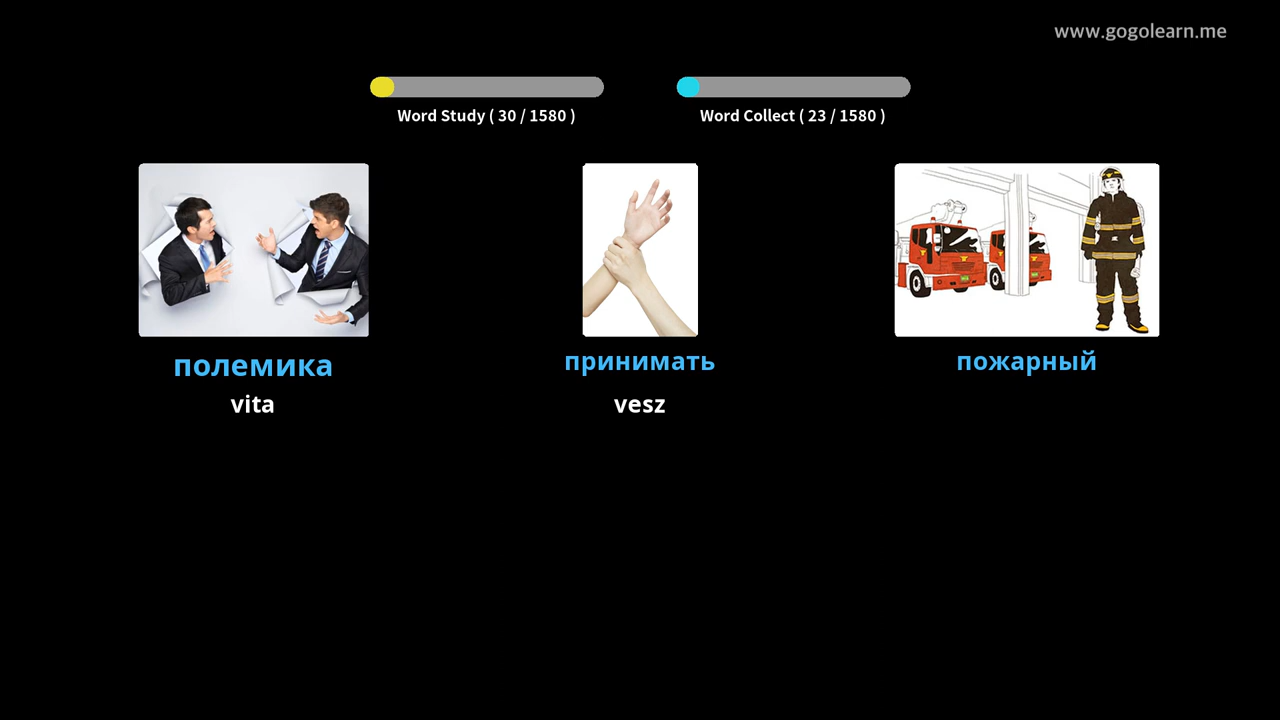 www.gogolearn.me
Word Study ( 30 / 1580 )
Word Collect ( 23 / 1580 )
полемика
принимать
пожарный
vita
vesz